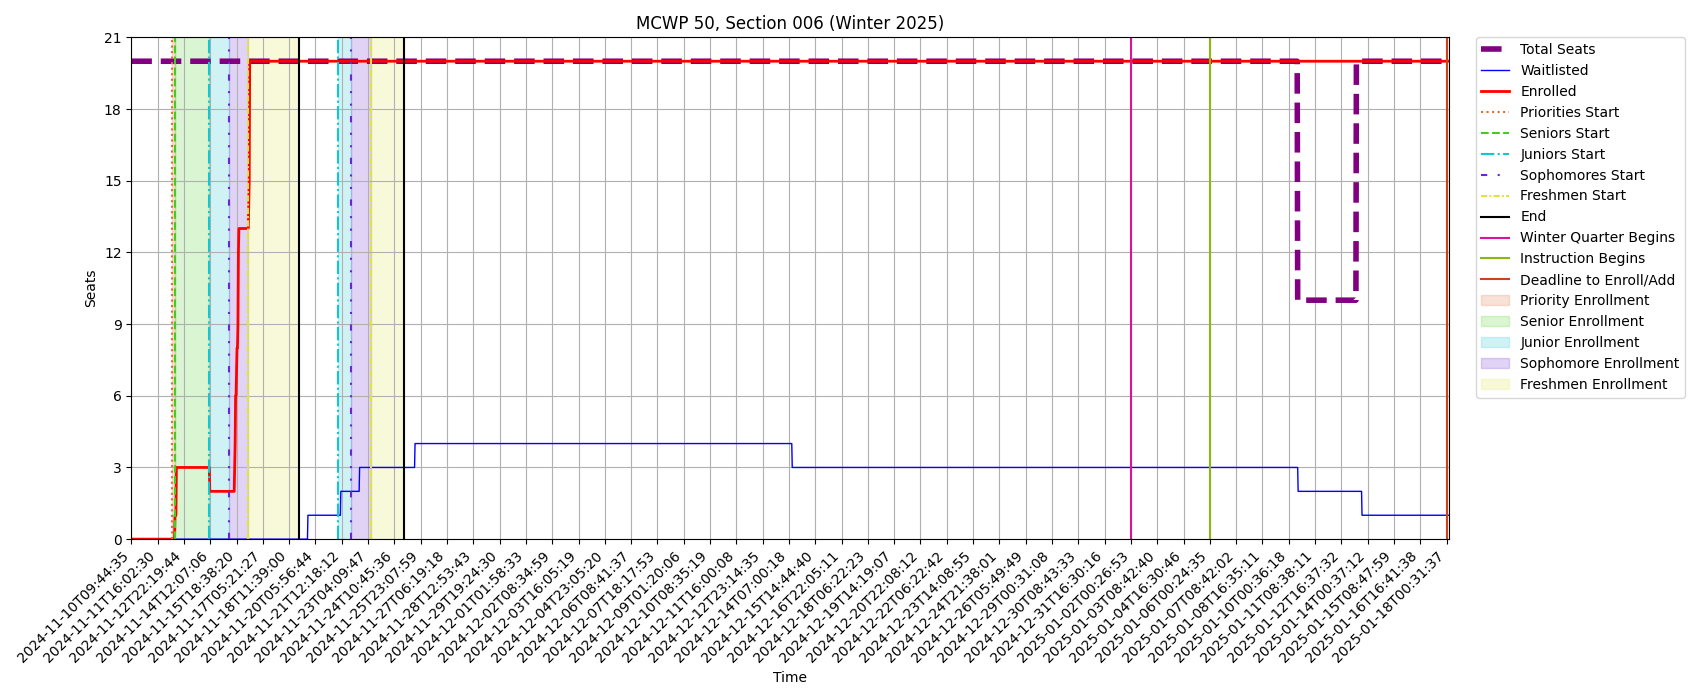 MCWP 50, Section 006 (Winter 2025)
21
18
15
12
9
6
3
0
Seats
2024-11-10T09:44:35
2024-11-11T16:02:30
2024-11-12T22:19:44
2024-11-14T12:07:06
2024-11-15T18:38:20
2024-11-17T05:21:27
2024-11-18T11:39:00
2024-11-20T05:56:44
2024-11-21T12:18:12
2024-11-23T04:09:47
2024-11-24T10:45:36
2024-11-25T23:07:59
2024-11-27T06:19:18
2024-11-28T12:53:43
2024-11-29T19:24:30
2024-12-01T01:58:33
2024-12-02T08:34:59
2024-12-03T16:05:19
2024-12-04T23:05:20
2024-12-06T08:41:37
2024-12-07T18:17:53
2024-12-09T01:20:06
2024-12-10T08:35:19
2024-12-11T16:00:08
2024-12-12T23:14:35
2024-12-14T07:00:18
2024-12-15T14:44:40
2024-12-16T22:05:11
2024-12-18T06:22:23
2024-12-19T14:19:07
2024-12-20T22:08:12
2024-12-22T06:22:42
2024-12-23T14:08:55
2024-12-24T21:38:01
2024-12-26T05:49:49
2024-12-29T00:31:08
2024-12-30T08:43:33
2024-12-31T16:30:16
2025-01-02T00:26:53
2025-01-03T08:42:40
2025-01-04T16:30:46
2025-01-06T00:24:35
2025-01-07T08:42:02
2025-01-08T16:35:11
2025-01-10T00:36:18
2025-01-11T08:38:11
2025-01-12T16:37:32
2025-01-14T00:37:12
2025-01-15T08:47:59
2025-01-16T16:41:38
2025-01-18T00:31:37
Time
Total Seats
Waitlisted
Enrolled
Priorities Start
Seniors Start
Juniors Start
Sophomores Start
Freshmen Start
End
Winter Quarter Begins
Instruction Begins
Deadline to Enroll/Add
Priority Enrollment
Senior Enrollment
Junior Enrollment
Sophomore Enrollment
Freshmen Enrollment